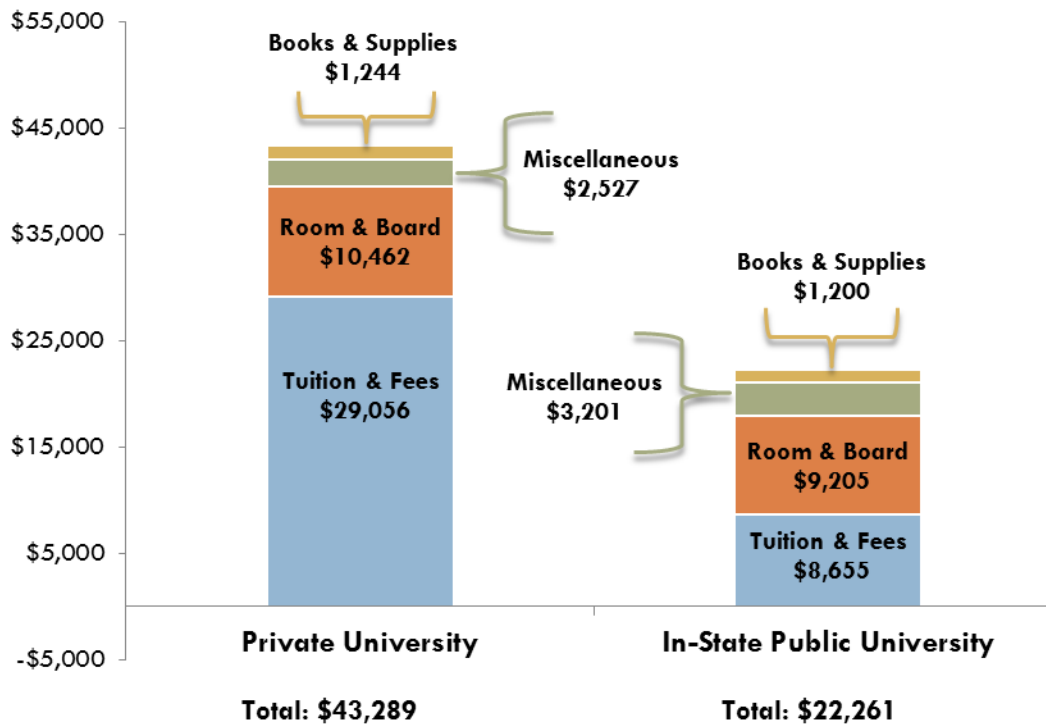 $55,000
$45,000
$35,000
$25,000
$15,000
$5,000
-$5,000
Books & Supplies
$1,244
Miscellaneous
$2,527
Room & Board
$10,462
Tuition & Fees
$29,056
Books & Supplies
$1,200
Miscellaneous
$3,201
Room & Board
$9,205
Tuition & Fees
$8,655
Private University
In-State Public University
Total: $43,289
Total: $22,261